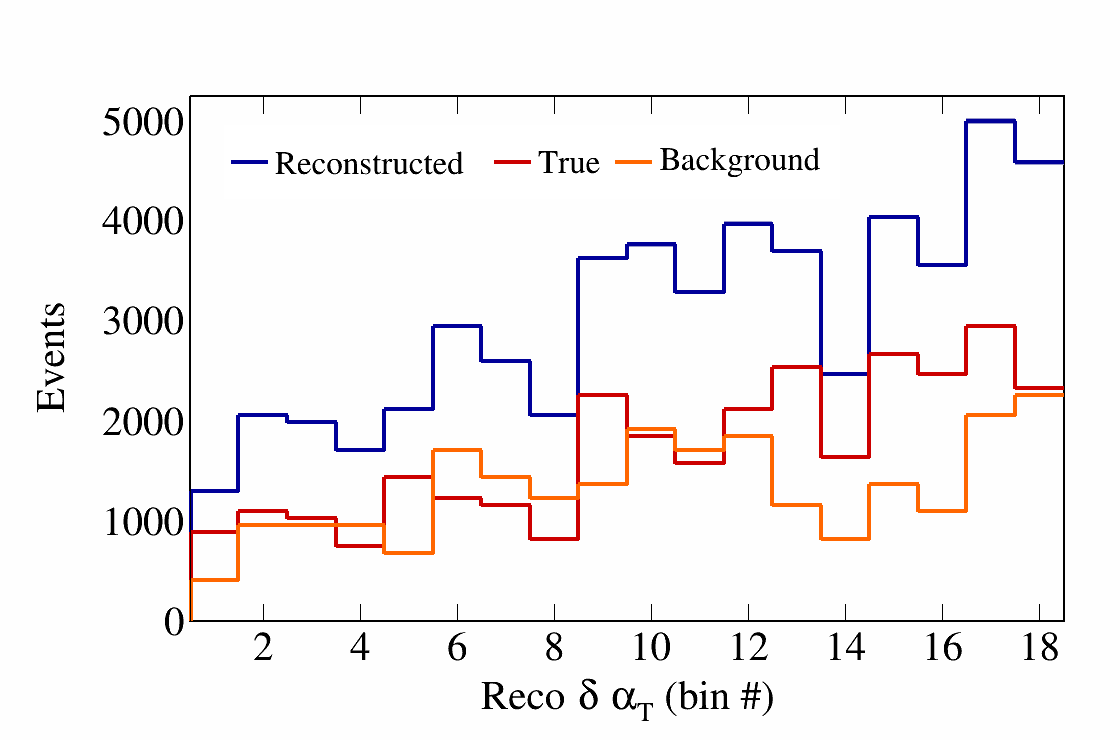 5000
4000
3000
2000
1000
0
Events
Reconstructed True Background
2 4 6 8 10 12 14 16 18
Reco δ α_T (bin #)